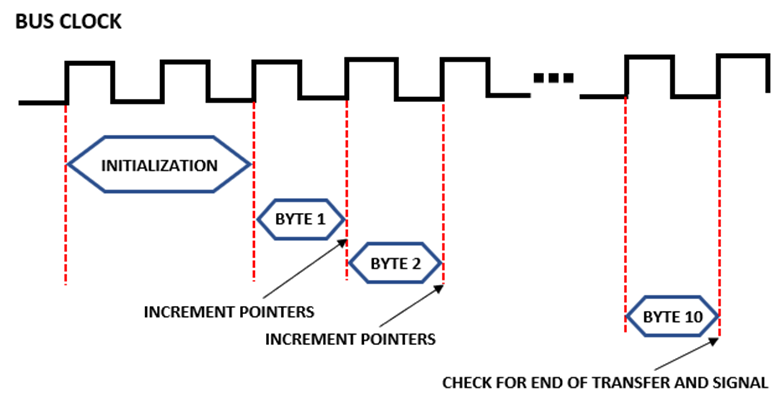 BUS CLOCK
INITIALIZATION
BYTE 1
BYTE 2
INCREMENT POINTERS
INCREMENT POINTERS
BYTE 10
CHECK FOR END OF TRANSFER AND SIGNAL